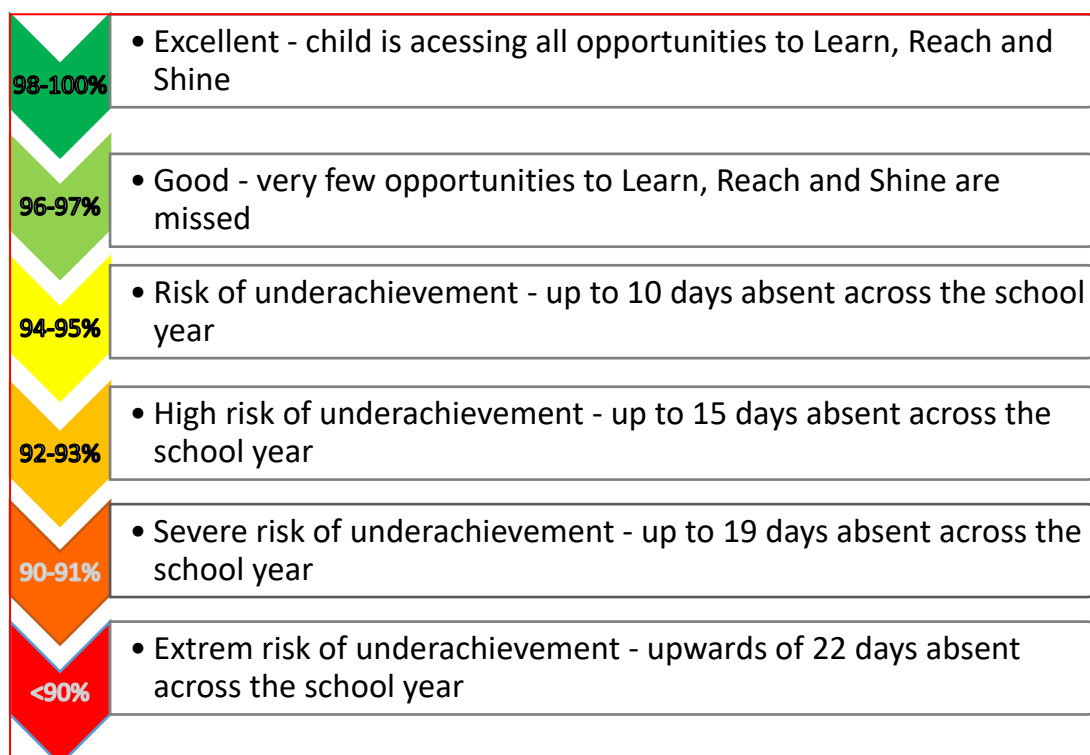 98-100%
• Excellent - child is acessing all opportunities to Learn, Reach and
Shine
96-97%
• Good - very few opportunities to Learn, Reach and Shine are
missed
94-95%
• Risk of underachievement - up to 10 days absent across the school
year
92-93%
• High risk of underachievement - up to 15 days absent across the
school year
90-91%
• Severe risk of underachievement - up to 19 days absent across the
school year
<90%
• Extrem risk of underachievement - upwards of 22 days absent
across the school year